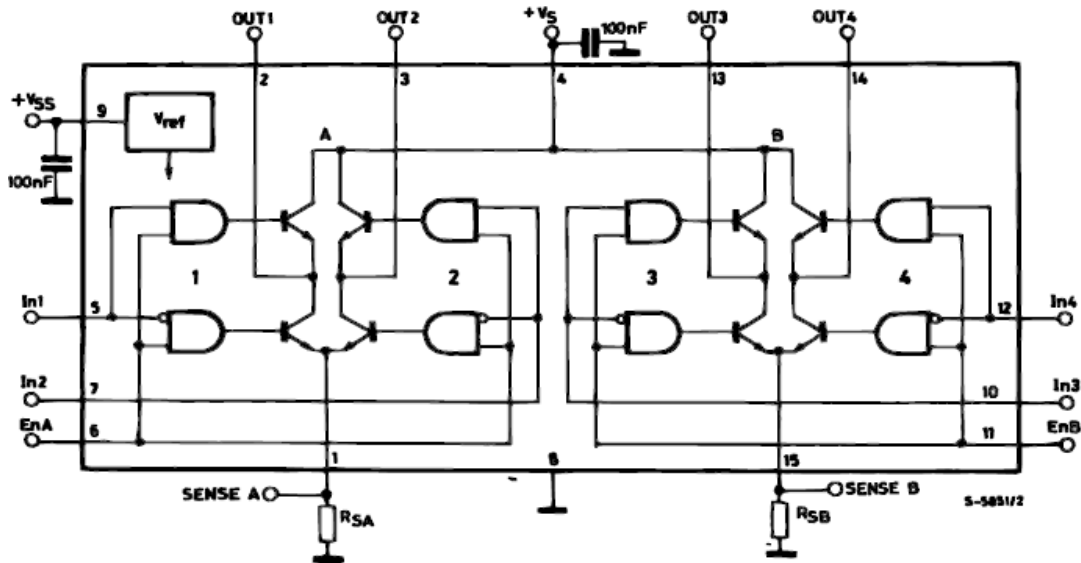 OUT1 OUT2 +VS 100nF OUT3 OUT4
2 3 4 13 14
+VSS 9 Vref A B
100nF
1 2 3 4
In1 5 12 In4
In2 7 10 In3
EnA 6 11 EnB
1 8 15
SENSE A SENSE B S-5851/2
RSA RSB